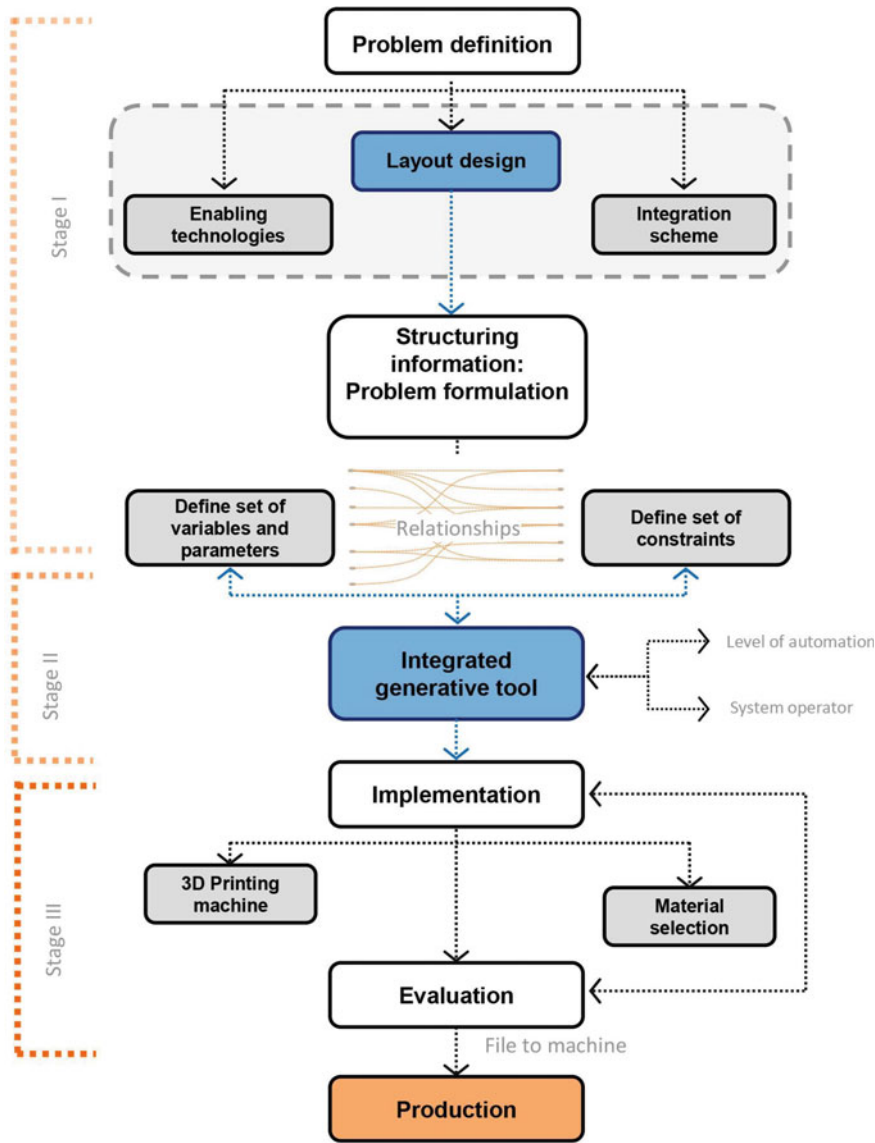 Problem definition
Stage I
Layout design
Enabling
technologies
Integration
scheme
Structuring
information:
Problem formulation
Define set of
variables and
parameters
Relationships
Define set of
constraints
Stage II
Integrated
generative tool
Level of automation
System operator
Stage III
Implementation
3D Printing
machine
Material
selection
Evaluation
File to machine
Production